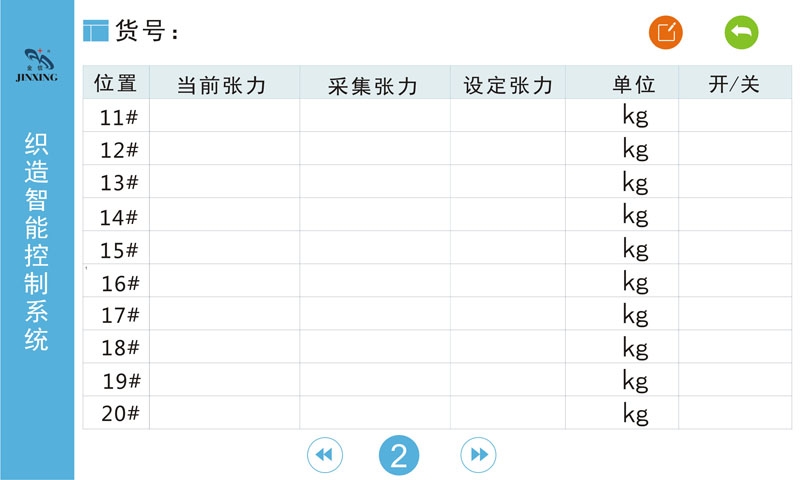 货号：
金信
JINXING
织造智能控制系统
位置 当前张力 采集张力 设定张力 单位 开/关
11# kg
12# kg
13# kg
14# kg
15# kg
16# kg
17# kg
18# kg
19# kg
20# kg
2